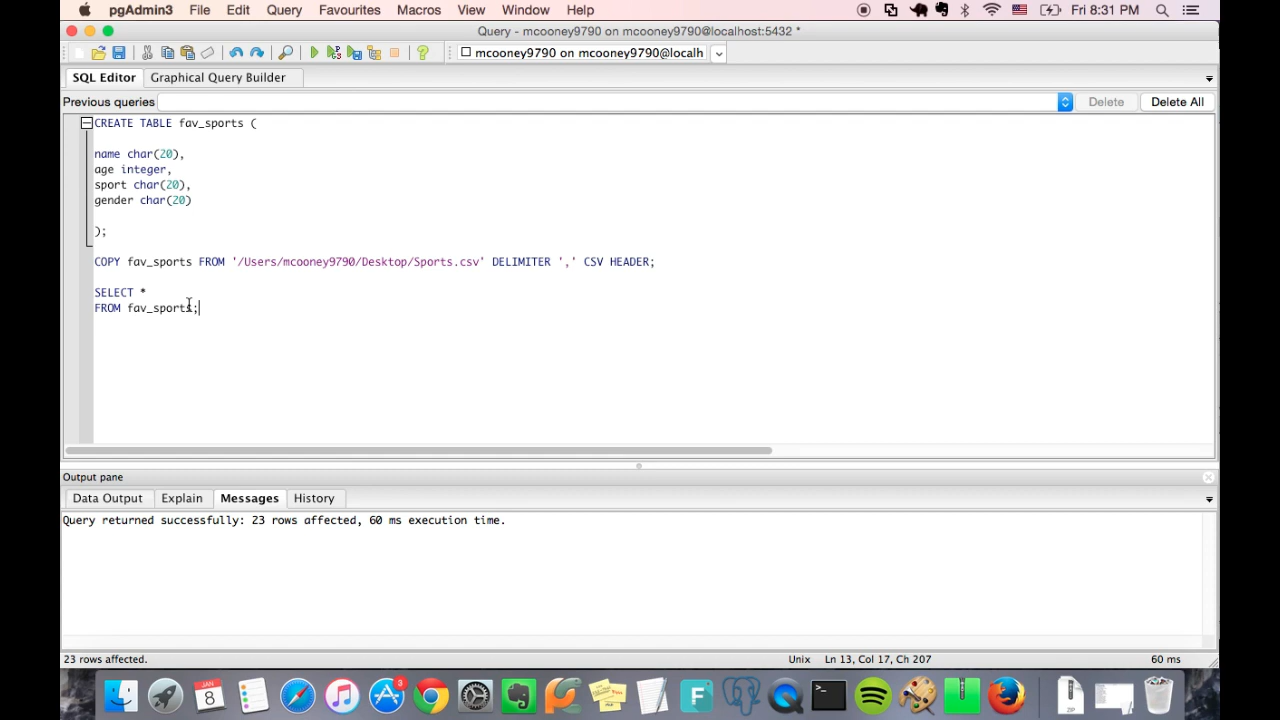 pgAdmin3 File Edit Query Favourites Macros View Window Help Fri 8:31 PM
Query - mcooney9790 on mcooney9790@localhost:5432 *
mcooney9790 on mcooney9790@localh
SQL Editor Graphical Query Builder
Previous queries Delete Delete All
CREATE TABLE fav_sports (
name char(20),
age integer,
sport char(20),
gender char(20)
);
COPY fav_sports FROM '/Users/mcooney9790/Desktop/Sports.csv' DELIMITER ',' CSV HEADER;
SELECT *
FROM fav_sports;
Output pane
Data Output Explain Messages History
Query returned successfully: 23 rows affected, 60 ms execution time.
23 rows affected. Unix Ln 13, Col 17, Ch 207 60 ms
JAN
8
3
ZIP